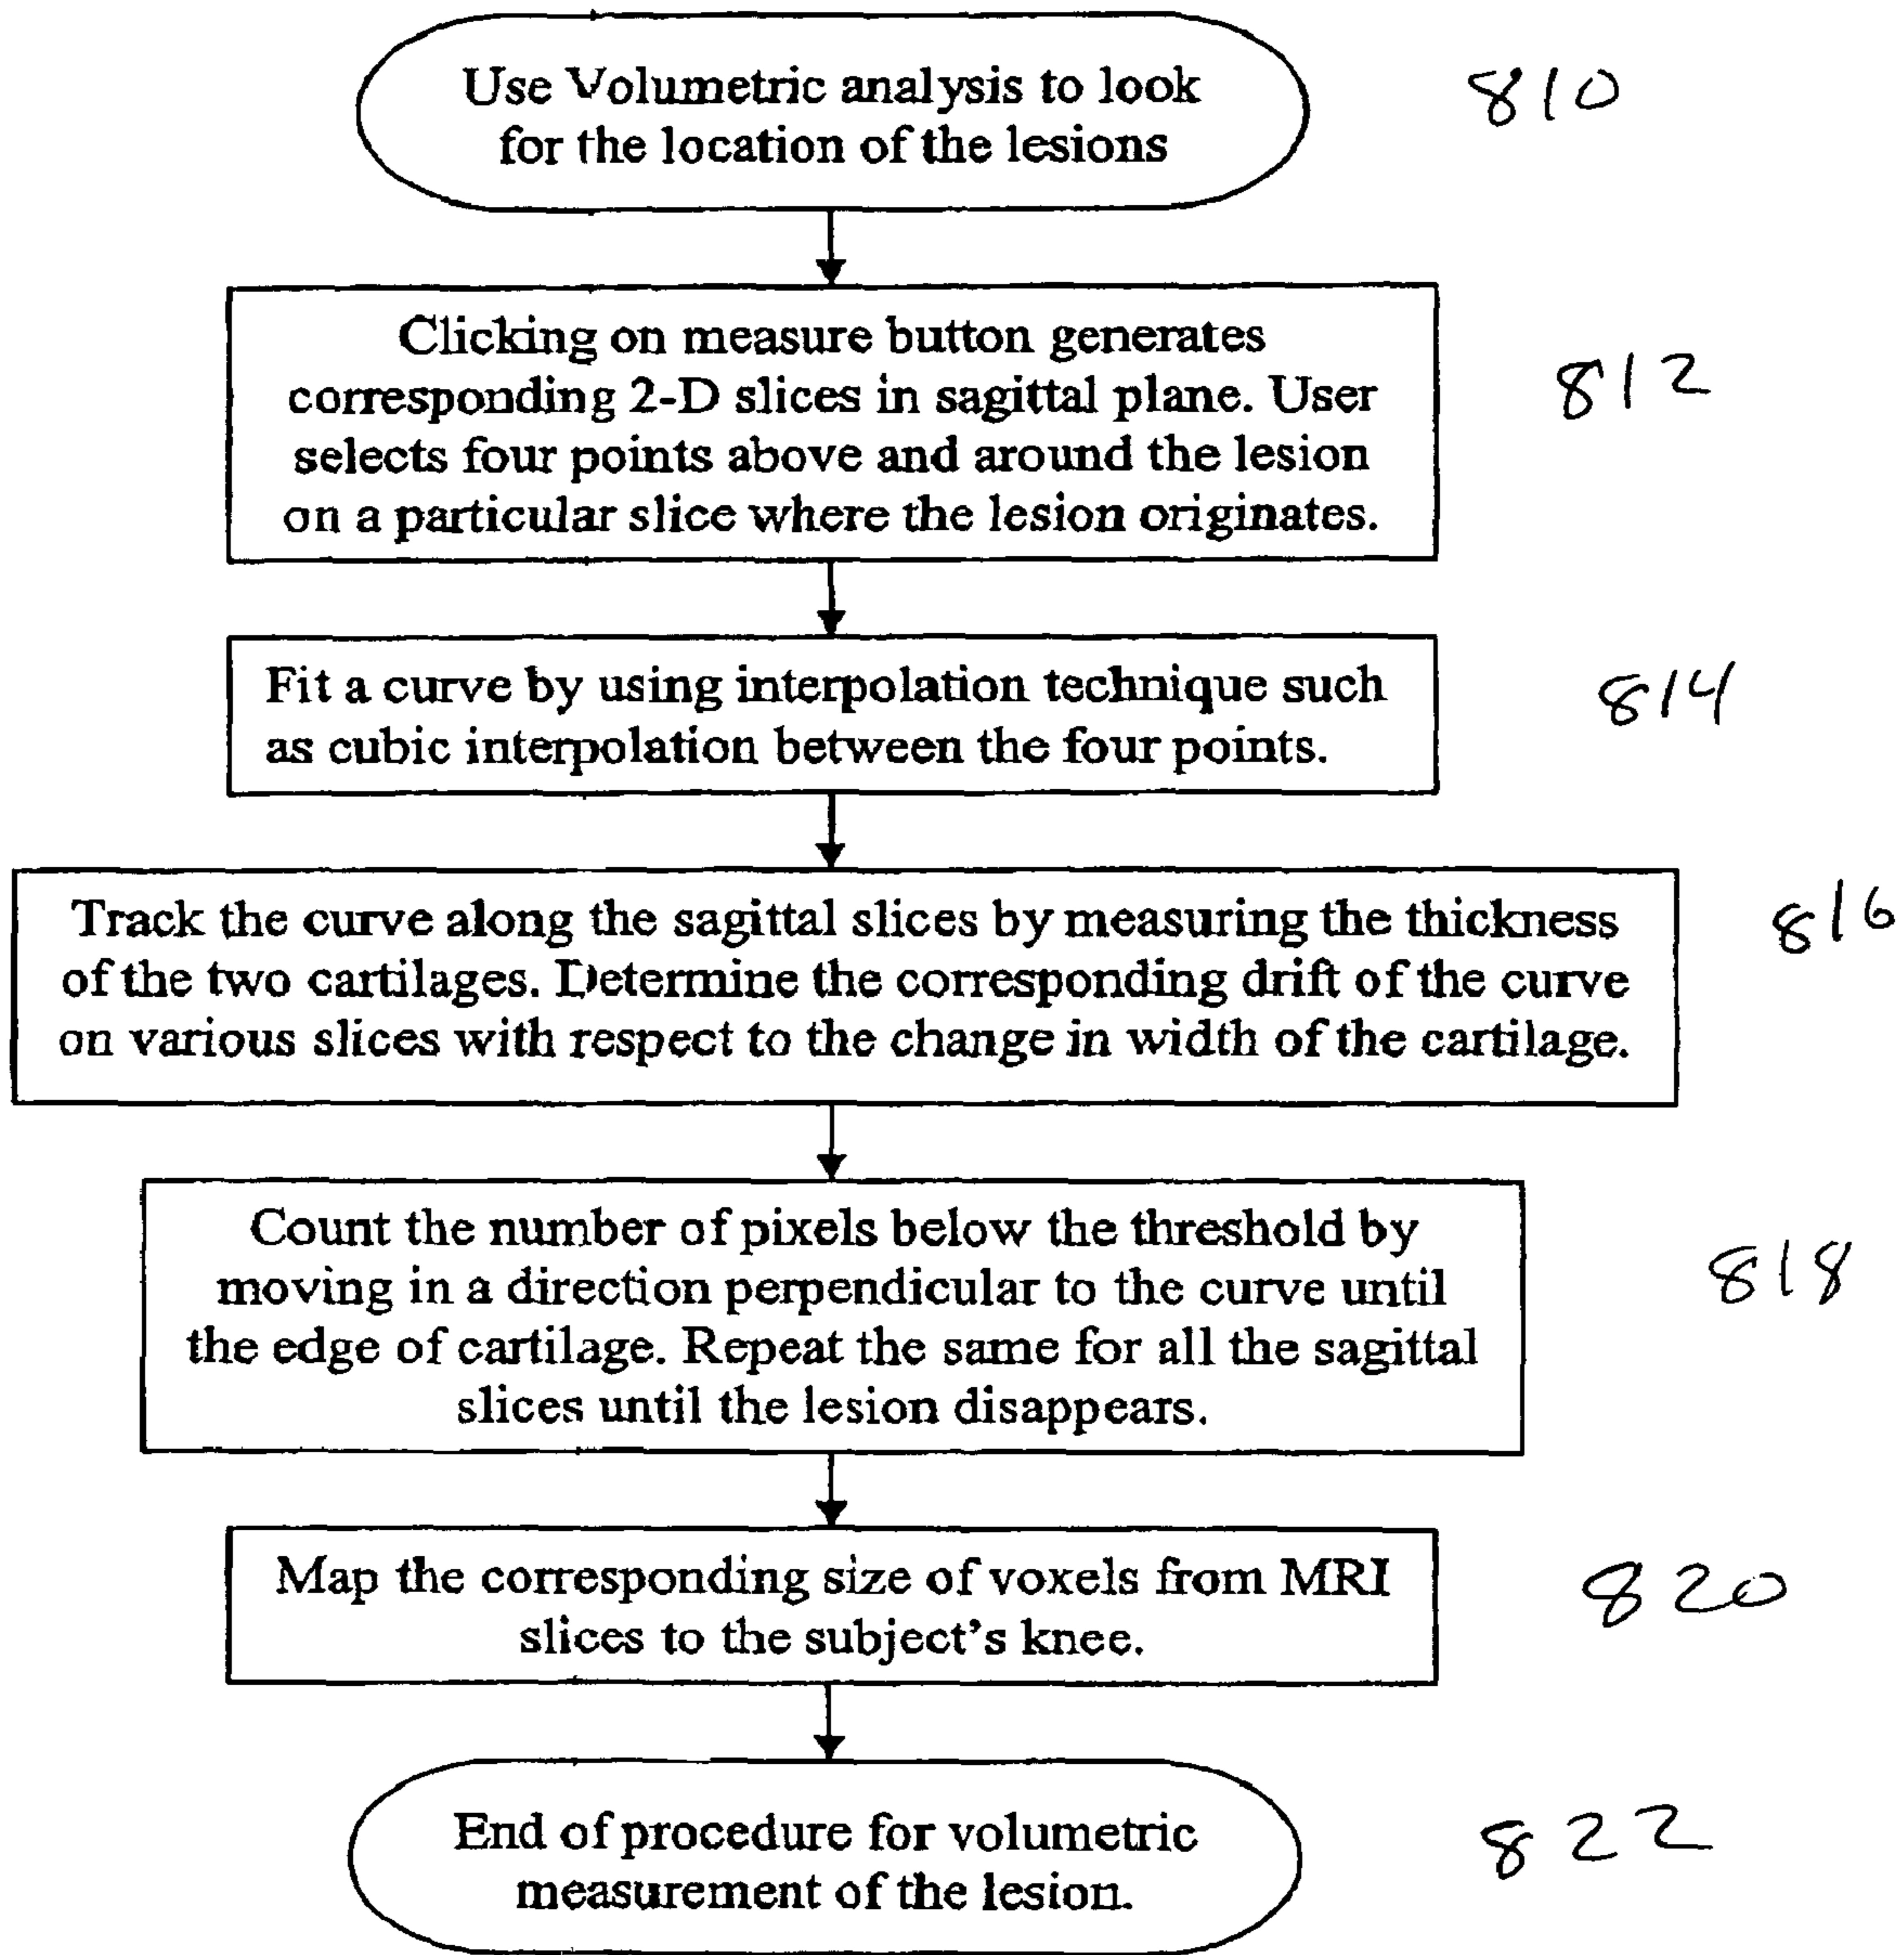 Use Volumetric analysis to look
for the location of the lesions
810
Clicking on measure button generates
corresponding 2-D slices in sagittal plane. User
selects four points above and around the lesion
on a particular slice where the lesion originates.
812
Fit a curve by using interpolation technique such
as cubic interpolation between the four points.
814
Track the curve along the sagittal slices by measuring the thickness
of the two cartilages. Determine the corresponding drift of the curve
on various slices with respect to the change in width of the cartilage.
816
Count the number of pixels below the threshold by
moving in a direction perpendicular to the curve until
the edge of cartilage. Repeat the same for all the sagittal
slices until the lesion disappears.
818
Map the corresponding size of voxels from MRI
slices to the subject's knee.
820
End of procedure for volumetric
measurement of the lesion.
822